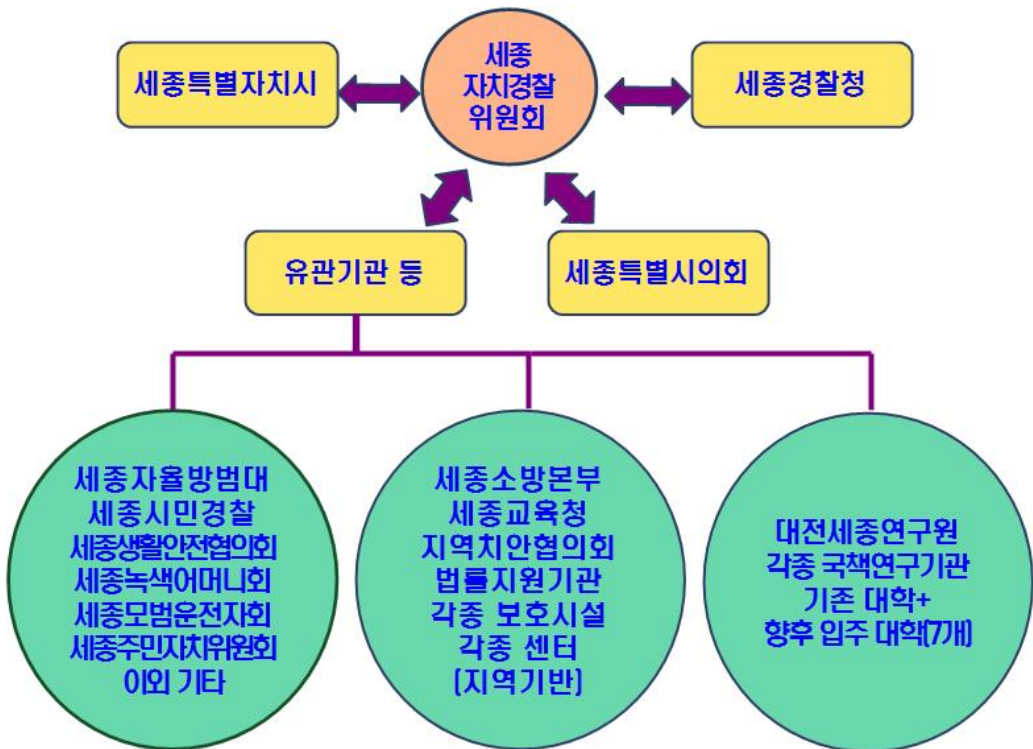 세종
자치경찰
위원회
세종특별자치시
세종경찰청
유관기관 등
세종특별시의회
세종자율방범대
세종시민경찰
세종생활안전협의회
세종녹색어머니회
세종모범운전자회
세종주민자치위원회
이외 기타
세종소방본부
세종교육청
지역치안협의회
법률지원기관
각종 보호시설
각종 센터
(지역기반)
대전세종연구원
각종 국책연구기관
기존 대학+
향후 입주 대학(7개)